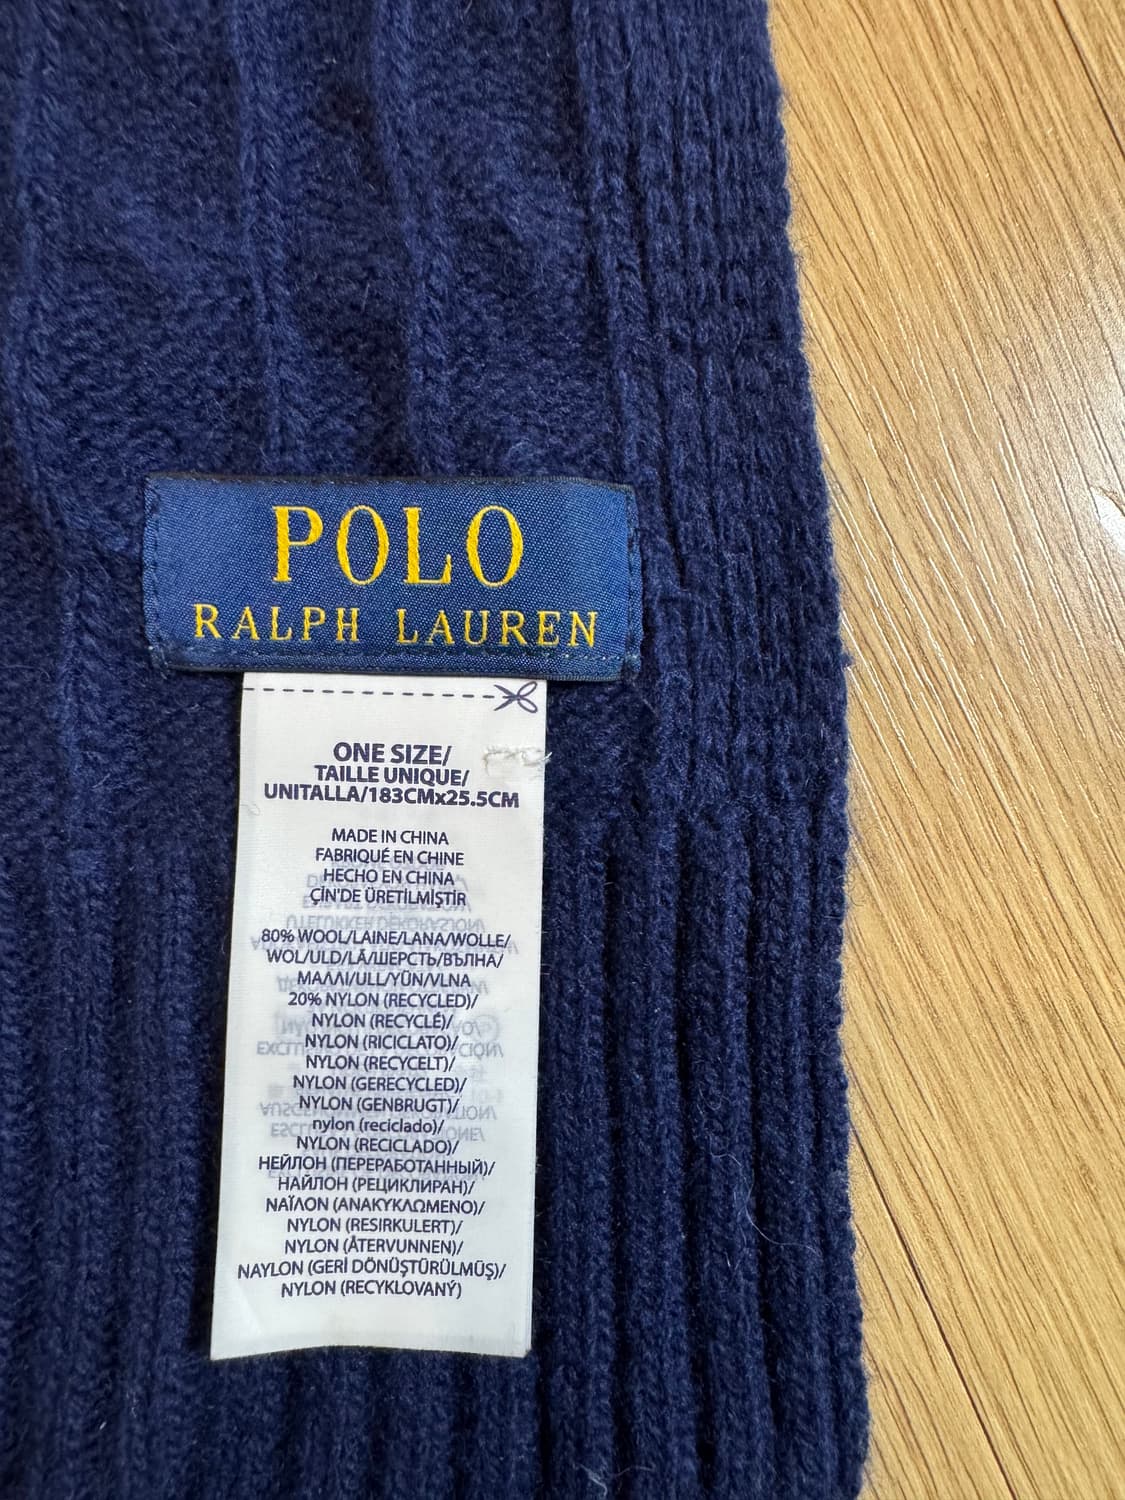 POLO
RALPH LAUREN
ONE SIZE/
TAILLE UNIQUE/
UNITALLA/183CMx25.5CM
MADE IN CHINA
FABRIQUÉ EN CHINE
HECHO EN CHINA
ÇİN'DE ÜRETİLMİŞTİR
80% WOOL/LAINE/LANA/WOLLE/
WOL/ULD/LÃ/ШЕРСТЬ/ВЪЛНА/
ΜΑΛΛΙ/ULL/YÜN/VLNA
20% NYLON (RECYCLED)/
NYLON (RECYCLÉ)/
NYLON (RICICLATO)/
NYLON (RECYCELT)/
NYLON (GERECYCLED)/
NYLON (GENBRUGT)/
nylon (reciclado)/
NYLON (RECICLADO)/
НЕЙЛОН (ПЕРЕРАБОТАННЫЙ)/
НАЙЛОН (РЕЦИКЛИРАН)/
ΝΑΪΛΟΝ (ΑΝΑΚΥΚΛΩΜΕΝΟ)/
NYLON (RESIRKULERT)/
NYLON (ÅTERVUNNEN)/
NAYLON (GERİ DÖNÜŞTÜRÜLMÜŞ)/
NYLON (RECYKLOVANÝ)